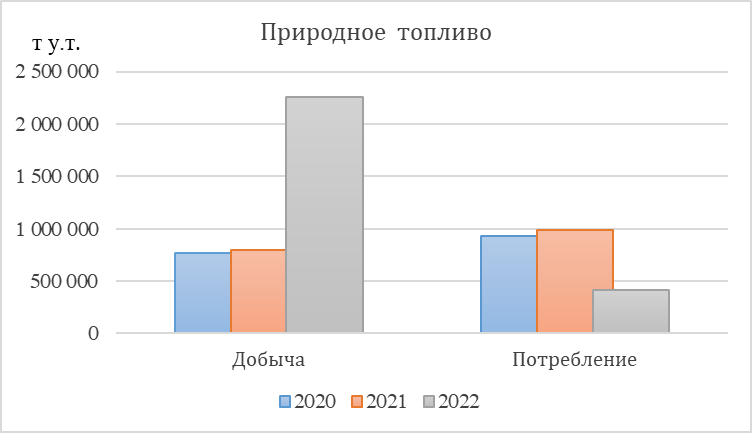 Природное топливо
т у.т.
2 500 000
2 000 000
1 500 000
1 000 000
500 000
0
Добыча Потребление
2020 2021 2022